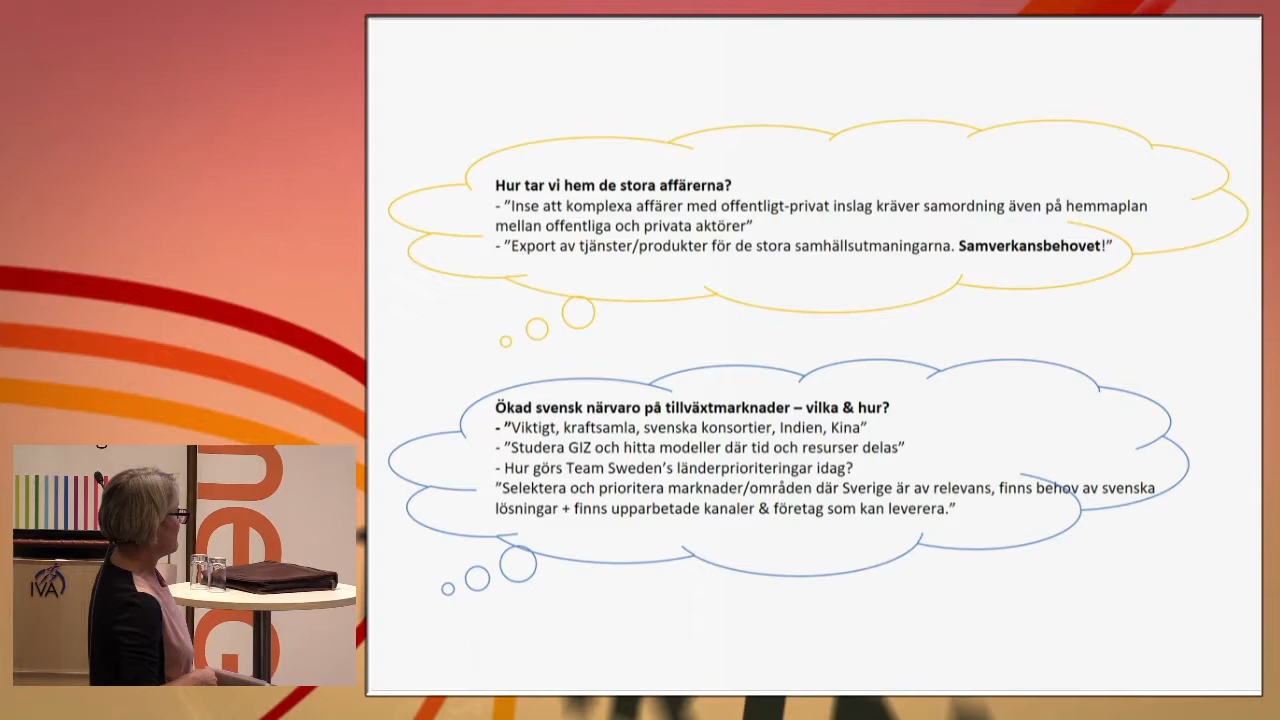 Hur tar vi hem de stora affärerna?
- ”Inse att komplexa affärer med offentligt-privat inslag kräver samordning även på hemmaplan
mellan offentliga och privata aktörer”
- ”Export av tjänster/produkter för de stora samhällsutmaningarna. Samverkansbehovet!”
Ökad svensk närvaro på tillväxtmarknader – vilka & hur?
- ”Viktigt, kraftsamla, svenska konsortier, Indien, Kina”
- ”Studera GIZ och hitta modeller där tid och resurser delas”
- Hur görs Team Sweden’s länderprioriteringar idag?
”Selektera och prioritera marknader/områden där Sverige är av relevans, finns behov av svenska
lösningar + finns upparbetade kanaler & företag som kan leverera.”
IVA